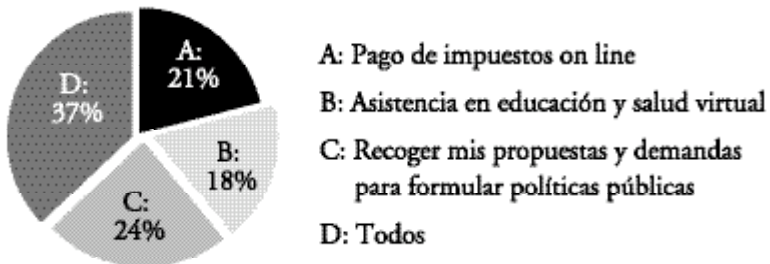 A:
21%
D:
37%
B:
18%
C:
24%
A: Pago de impuestos on line
B: Asistencia en educación y salud virtual
C: Recoger mis propuestas y demandas
para formular políticas públicas
D: Todos